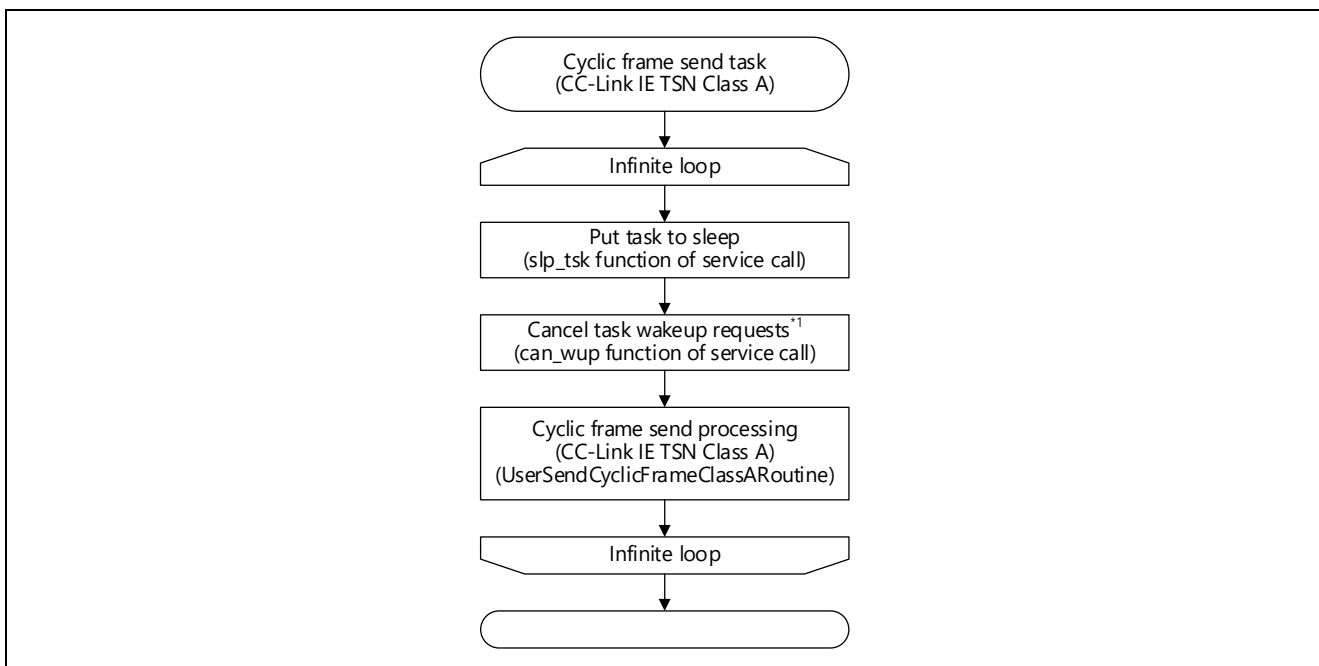 Cyclic frame send task
(CC-Link IE TSN Class A)
Infinite loop
Put task to sleep
(slp_tsk function of service call)
Cancel task wakeup requests*1
(can_wup function of service call)
Cyclic frame send processing
(CC-Link IE TSN Class A)
(UserSendCyclicFrameClassARoutine)
Infinite loop